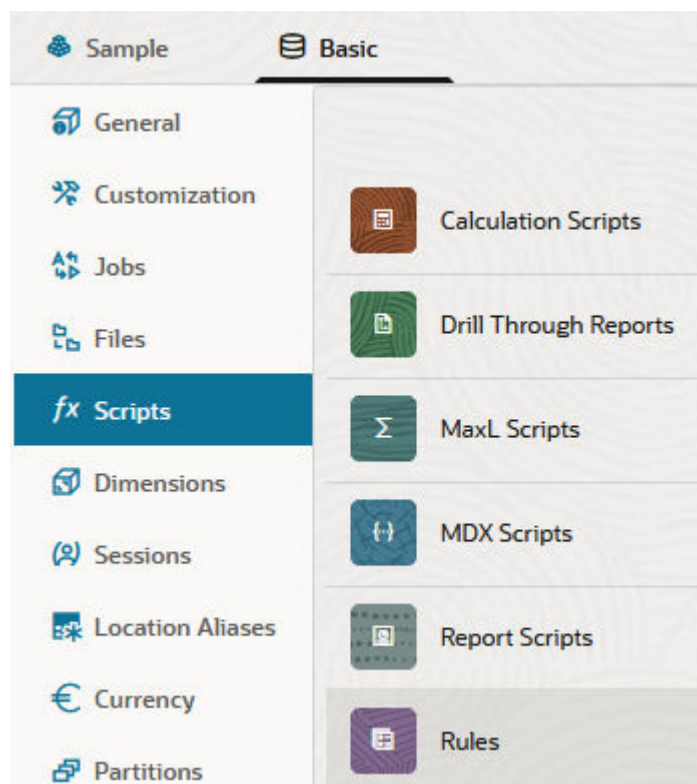 Sample
Basic
General
Customization
Jobs
Files
fx Scripts
Dimensions
Sessions
Location Aliases
Currency
Partitions
Calculation Scripts
Drill Through Reports
MaxL Scripts
MDX Scripts
Report Scripts
Rules